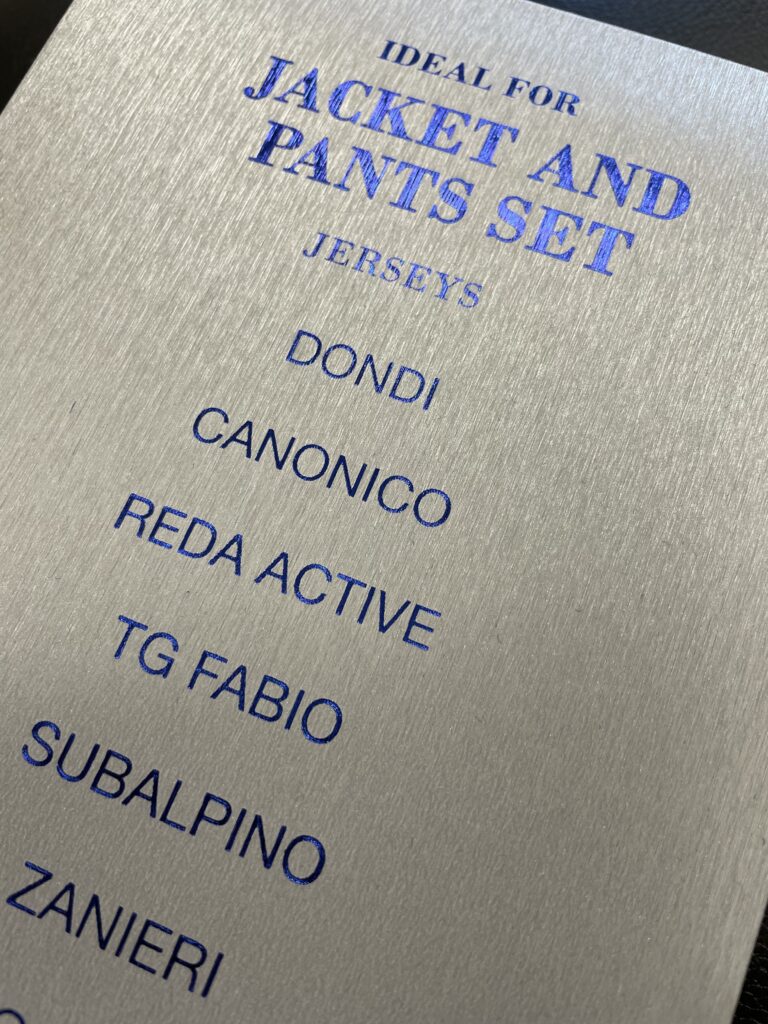 IDEAL FOR
JACKET AND
PANTS SET
JERSEYS
DONDI
CANONICO
REDA ACTIVE
TG FABIO
SUBALPINO
ZANIERI